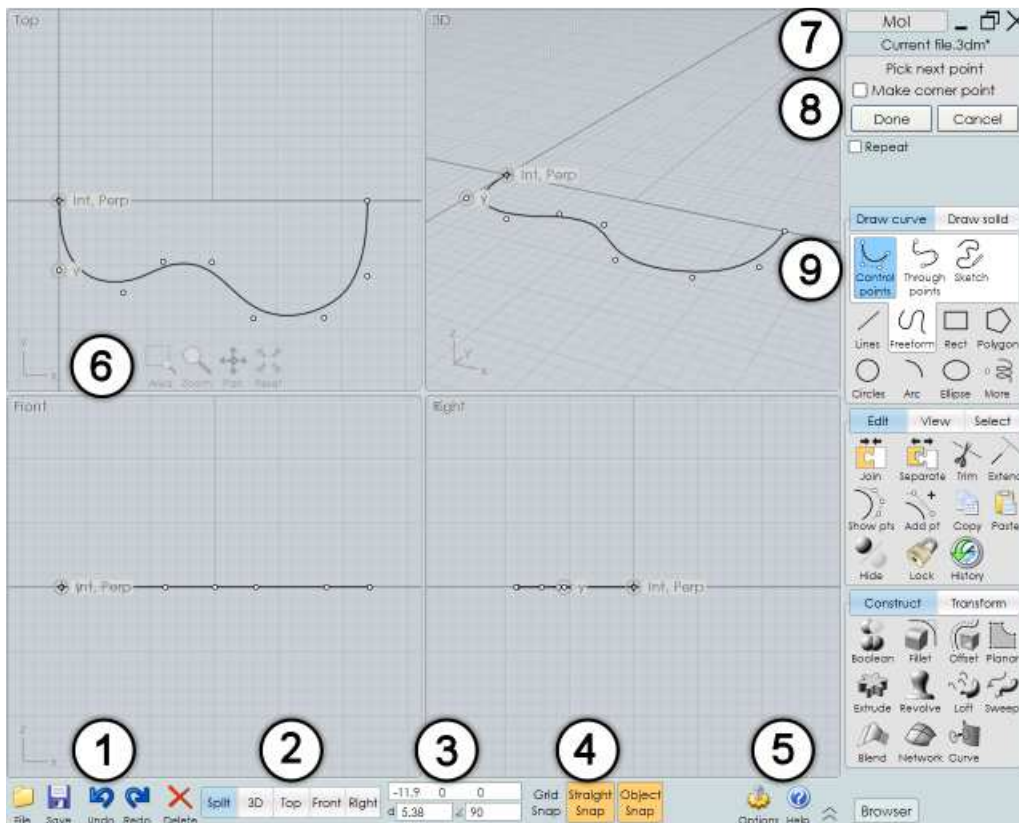 Top
3D
7
MoI
Current file.3dm*
Pick next point
Make corner point
8
Done Cancel
Repeat
Int, Perp
y
Int, Perp
y
Draw curve Draw solid
9
Control points
Through points
Sketch
Lines Freeform Rect Polygon
Circles Arc Ellipse More
6
Area Zoom Pan Reset
z
y
x
Front
Right
Edit View Select
Join Separate Trim Extend
Show pts Add pt Copy Paste
Hide Lock History
Int, Perp
y Int, Perp
Construct Transform
Boolean Fillet Offset Planar
Extrude Revolve Loft Sweep
Blend Network Curve
1
2
3
4
5
File Save Undo Redo Delete
Split 3D Top Front Right
-11.9 0 0
d 5.38 ∠ 90
Grid Snap
Straight Snap
Object Snap
Options Help
Browser